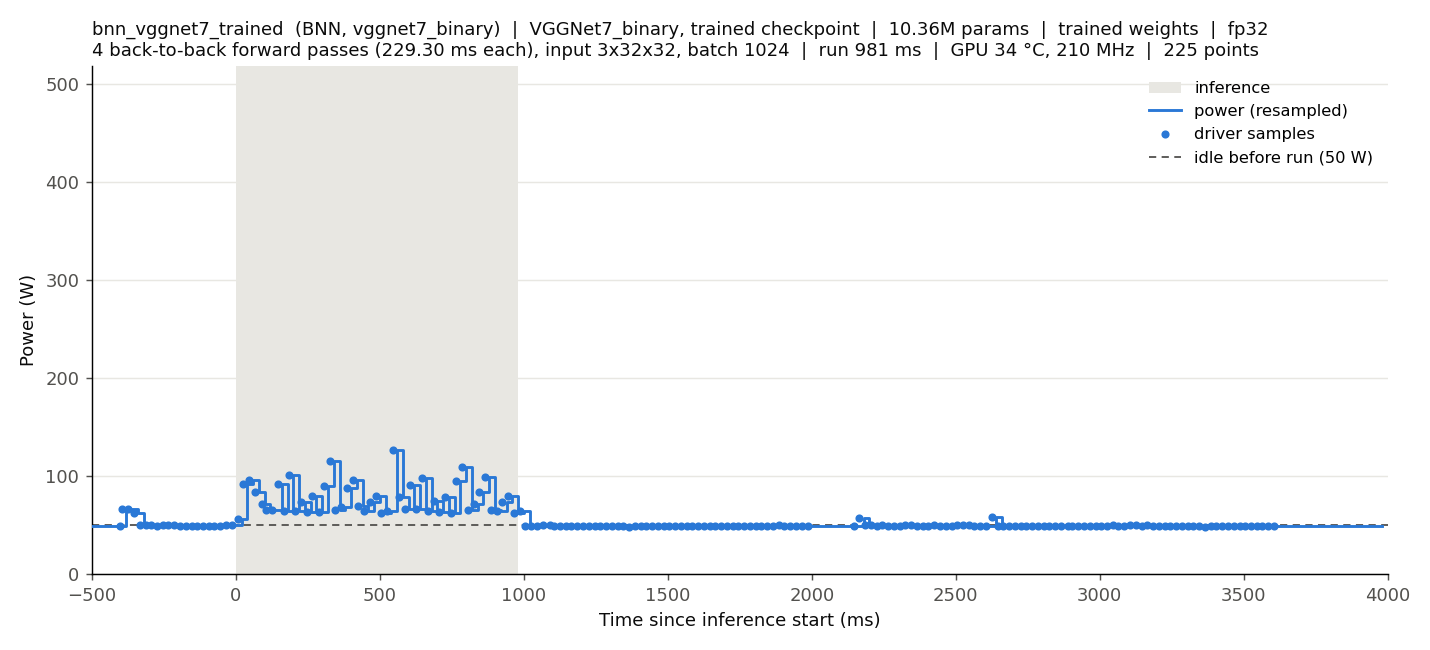 bnn_vggnet7_trained  (BNN, vggnet7_binary)  |  VGGNet7_binary, trained checkpoint  |  10.36M params  |  trained weights  |  fp32
4 back-to-back forward passes (229.30 ms each), input 3x32x32, batch 1024  |  run 981 ms  |  GPU 34 °C, 210 MHz  |  225 points
inference
power (resampled)
driver samples
idle before run (50 W)
Power (W)
500
400
300
200
100
0
−500
0
500
1000
1500
2000
2500
3000
3500
4000
Time since inference start (ms)